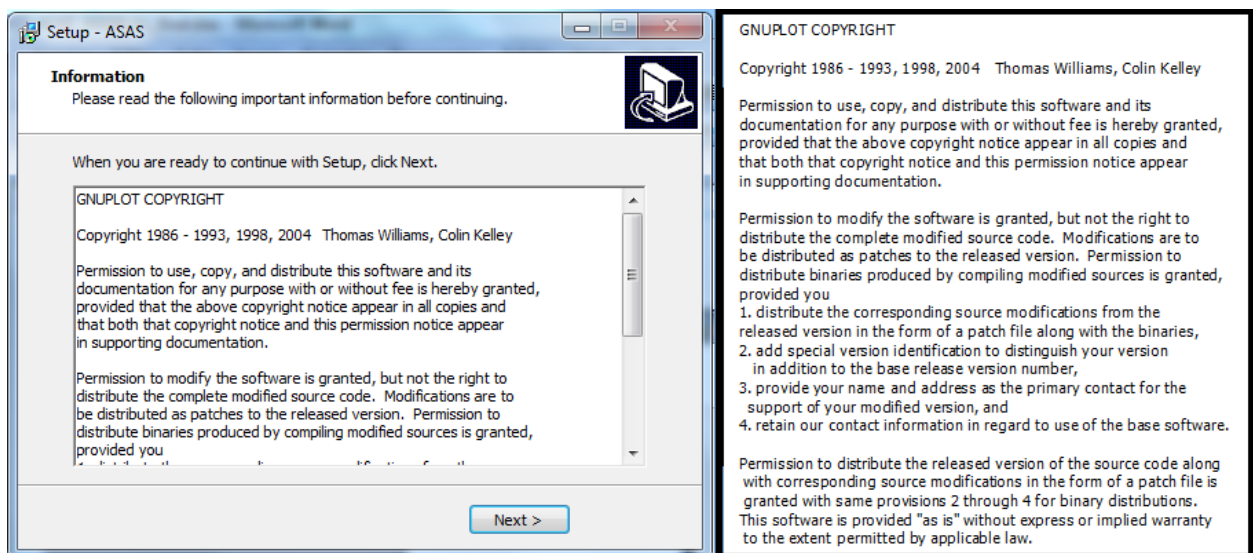 Setup - ASAS
Information
Please read the following important information before continuing.
When you are ready to continue with Setup, click Next.
GNUPLOT COPYRIGHT
Copyright 1986 - 1993, 1998, 2004   Thomas Williams, Colin Kelley
Permission to use, copy, and distribute this software and its
documentation for any purpose with or without fee is hereby granted,
provided that the above copyright notice appear in all copies and
that both that copyright notice and this permission notice appear
in supporting documentation.
Permission to modify the software is granted, but not the right to
distribute the complete modified source code.  Modifications are to
be distributed as patches to the released version.  Permission to
distribute binaries produced by compiling modified sources is granted,
provided you
Next >
GNUPLOT COPYRIGHT
Copyright 1986 - 1993, 1998, 2004   Thomas Williams, Colin Kelley
Permission to use, copy, and distribute this software and its
documentation for any purpose with or without fee is hereby granted,
provided that the above copyright notice appear in all copies and
that both that copyright notice and this permission notice appear
in supporting documentation.
Permission to modify the software is granted, but not the right to
distribute the complete modified source code.  Modifications are to
be distributed as patches to the released version.  Permission to
distribute binaries produced by compiling modified sources is granted,
provided you
1. distribute the corresponding source modifications from the
released version in the form of a patch file along with the binaries,
2. add special version identification to distinguish your version
in addition to the base release version number,
3. provide your name and address as the primary contact for the
support of your modified version, and
4. retain our contact information in regard to use of the base software.
Permission to distribute the released version of the source code along
with corresponding source modifications in the form of a patch file is
granted with same provisions 2 through 4 for binary distributions.
This software is provided "as is" without express or implied warranty
to the extent permitted by applicable law.